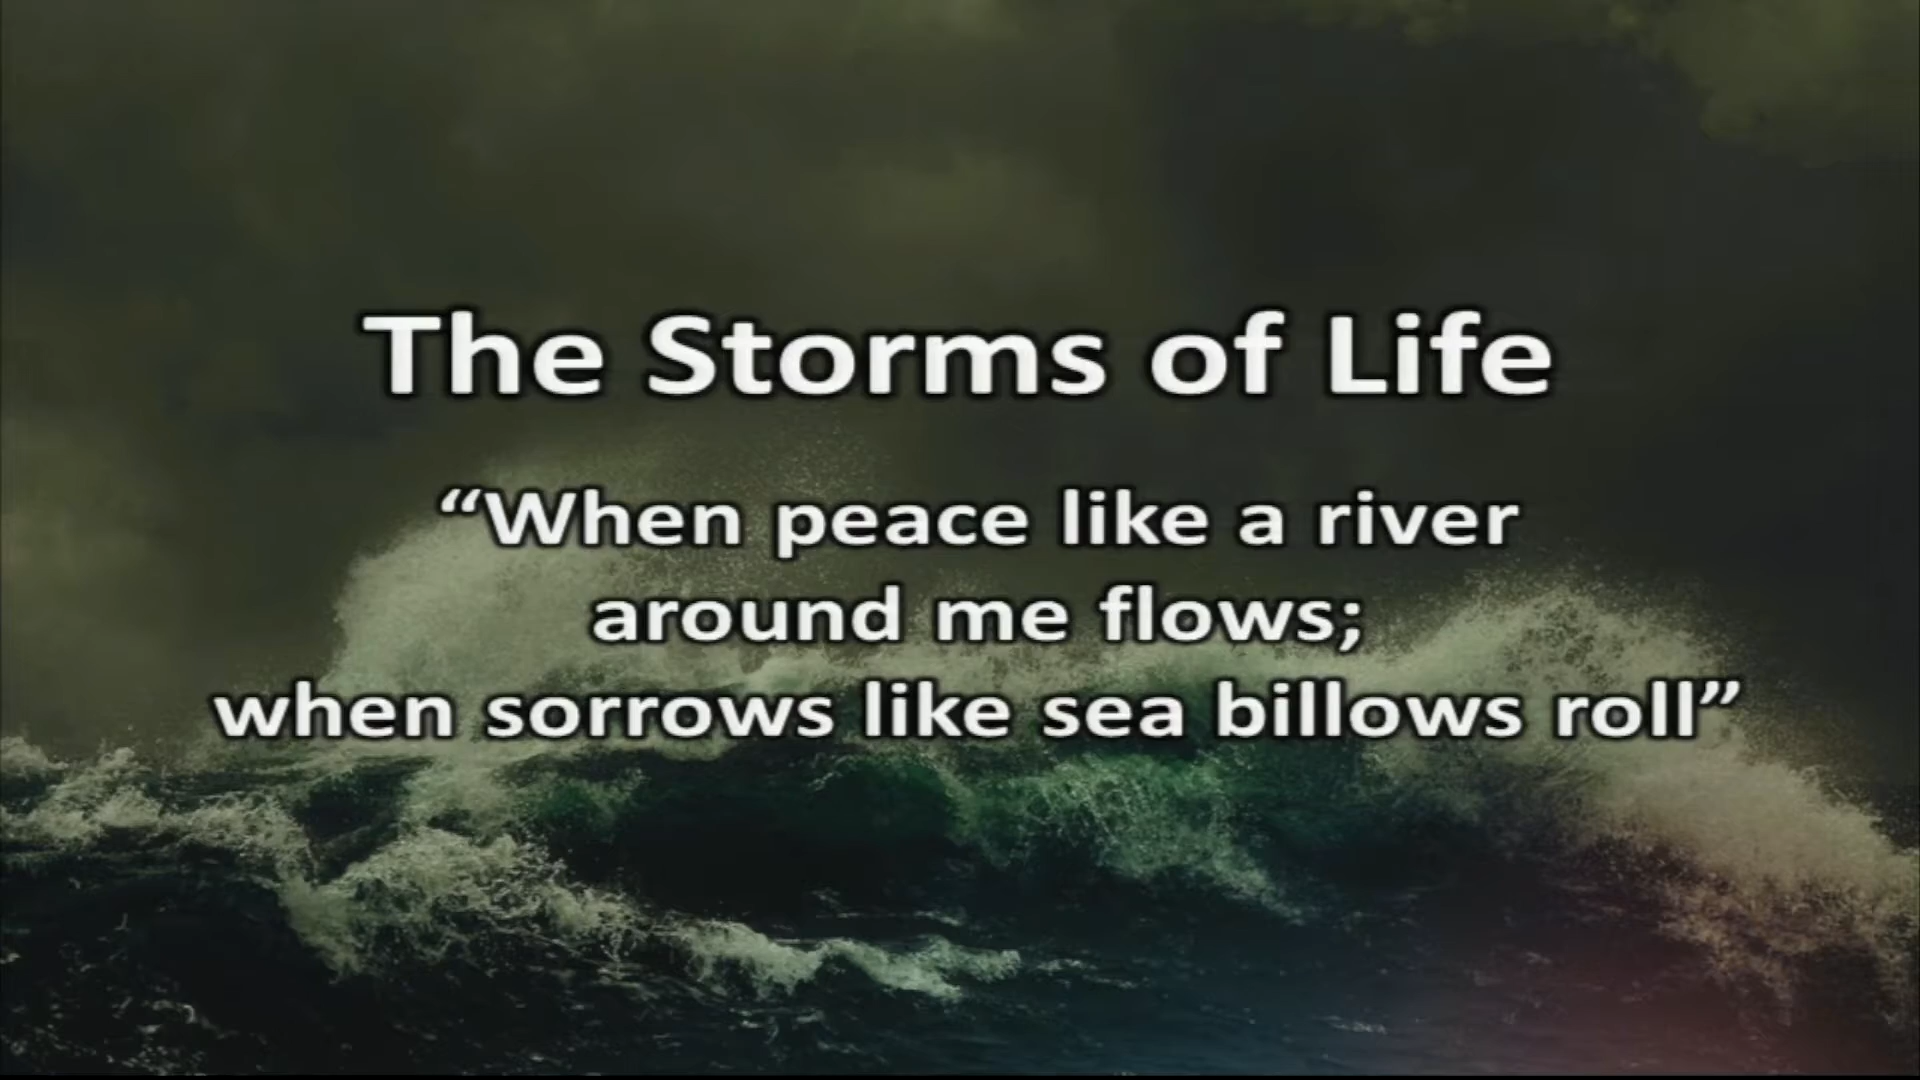 The Storms of Life
“When peace like a river
around me flows;
when sorrows like sea billows roll”